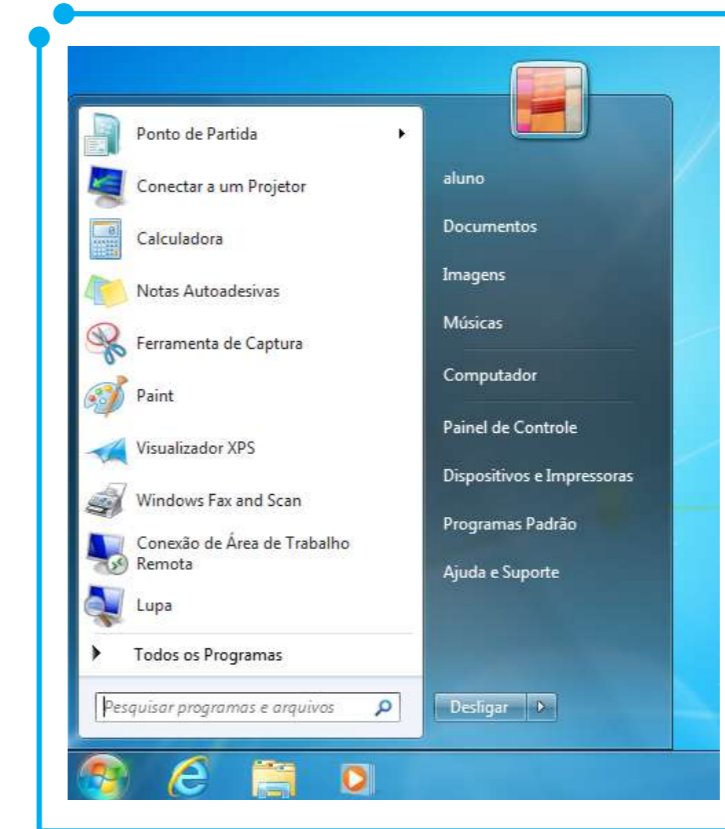 Ponto de Partida
Conectar a um Projetor
Calculadora
Notas Autoadesivas
Ferramenta de Captura
Paint
Visualizador XPS
Windows Fax and Scan
Conexão de Área de Trabalho
Remota
Lupa
Todos os Programas
Pesquisar programas e arquivos
aluno
Documentos
Imagens
Músicas
Computador
Painel de Controle
Dispositivos e Impressoras
Programas Padrão
Ajuda e Suporte
Desligar